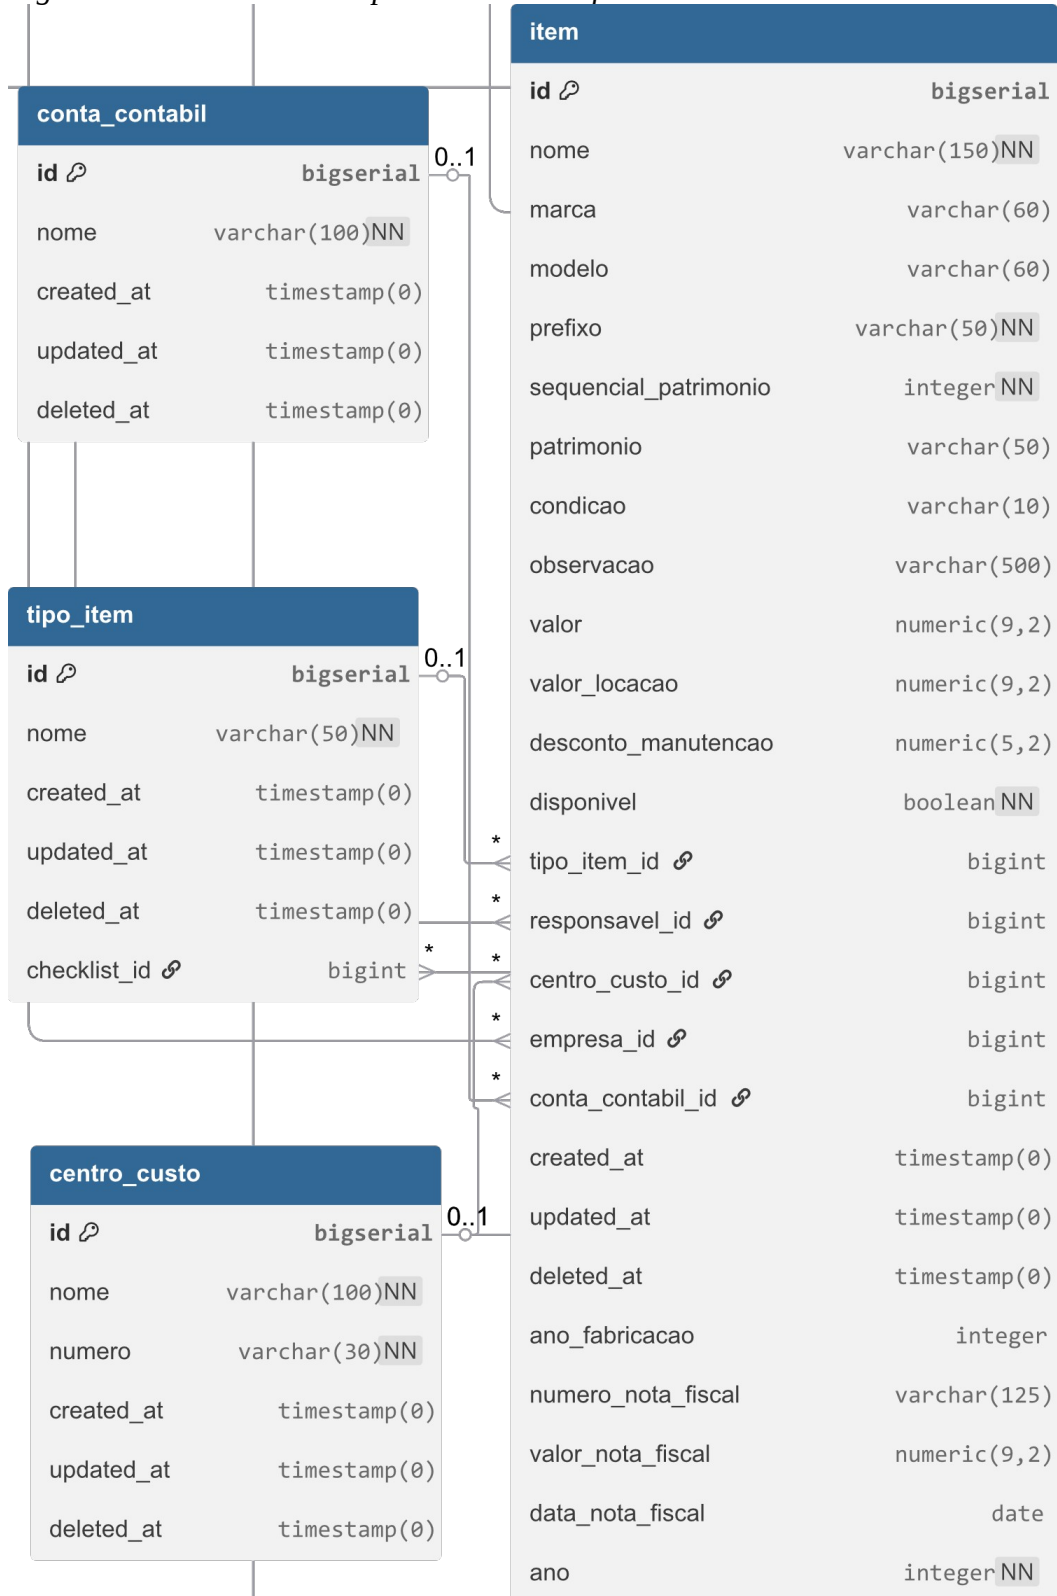 conta_contabil
id bigserial
0..1
nome varchar(100) NN
created_at timestamp(0)
updated_at timestamp(0)
deleted_at timestamp(0)
tipo_item
id bigserial
0..1
nome varchar(50) NN
created_at timestamp(0)
updated_at timestamp(0)
deleted_at timestamp(0)
checklist_id bigint
*
centro_custo
id bigserial
0..1
nome varchar(100) NN
numero varchar(30) NN
created_at timestamp(0)
updated_at timestamp(0)
deleted_at timestamp(0)
item
id bigserial
nome varchar(150) NN
marca varchar(60)
modelo varchar(60)
prefixo varchar(50) NN
sequencial_patrimonio integer NN
patrimonio varchar(50)
condicao varchar(10)
observacao varchar(500)
valor numeric(9,2)
valor_locacao numeric(9,2)
desconto_manutencao numeric(5,2)
disponivel boolean NN
* tipo_item_id bigint
* responsavel_id bigint
* centro_custo_id bigint
* empresa_id bigint
* conta_contabil_id bigint
created_at timestamp(0)
updated_at timestamp(0)
deleted_at timestamp(0)
ano_fabricacao integer
numero_nota_fiscal varchar(125)
valor_nota_fiscal numeric(9,2)
data_nota_fiscal date
ano integer NN